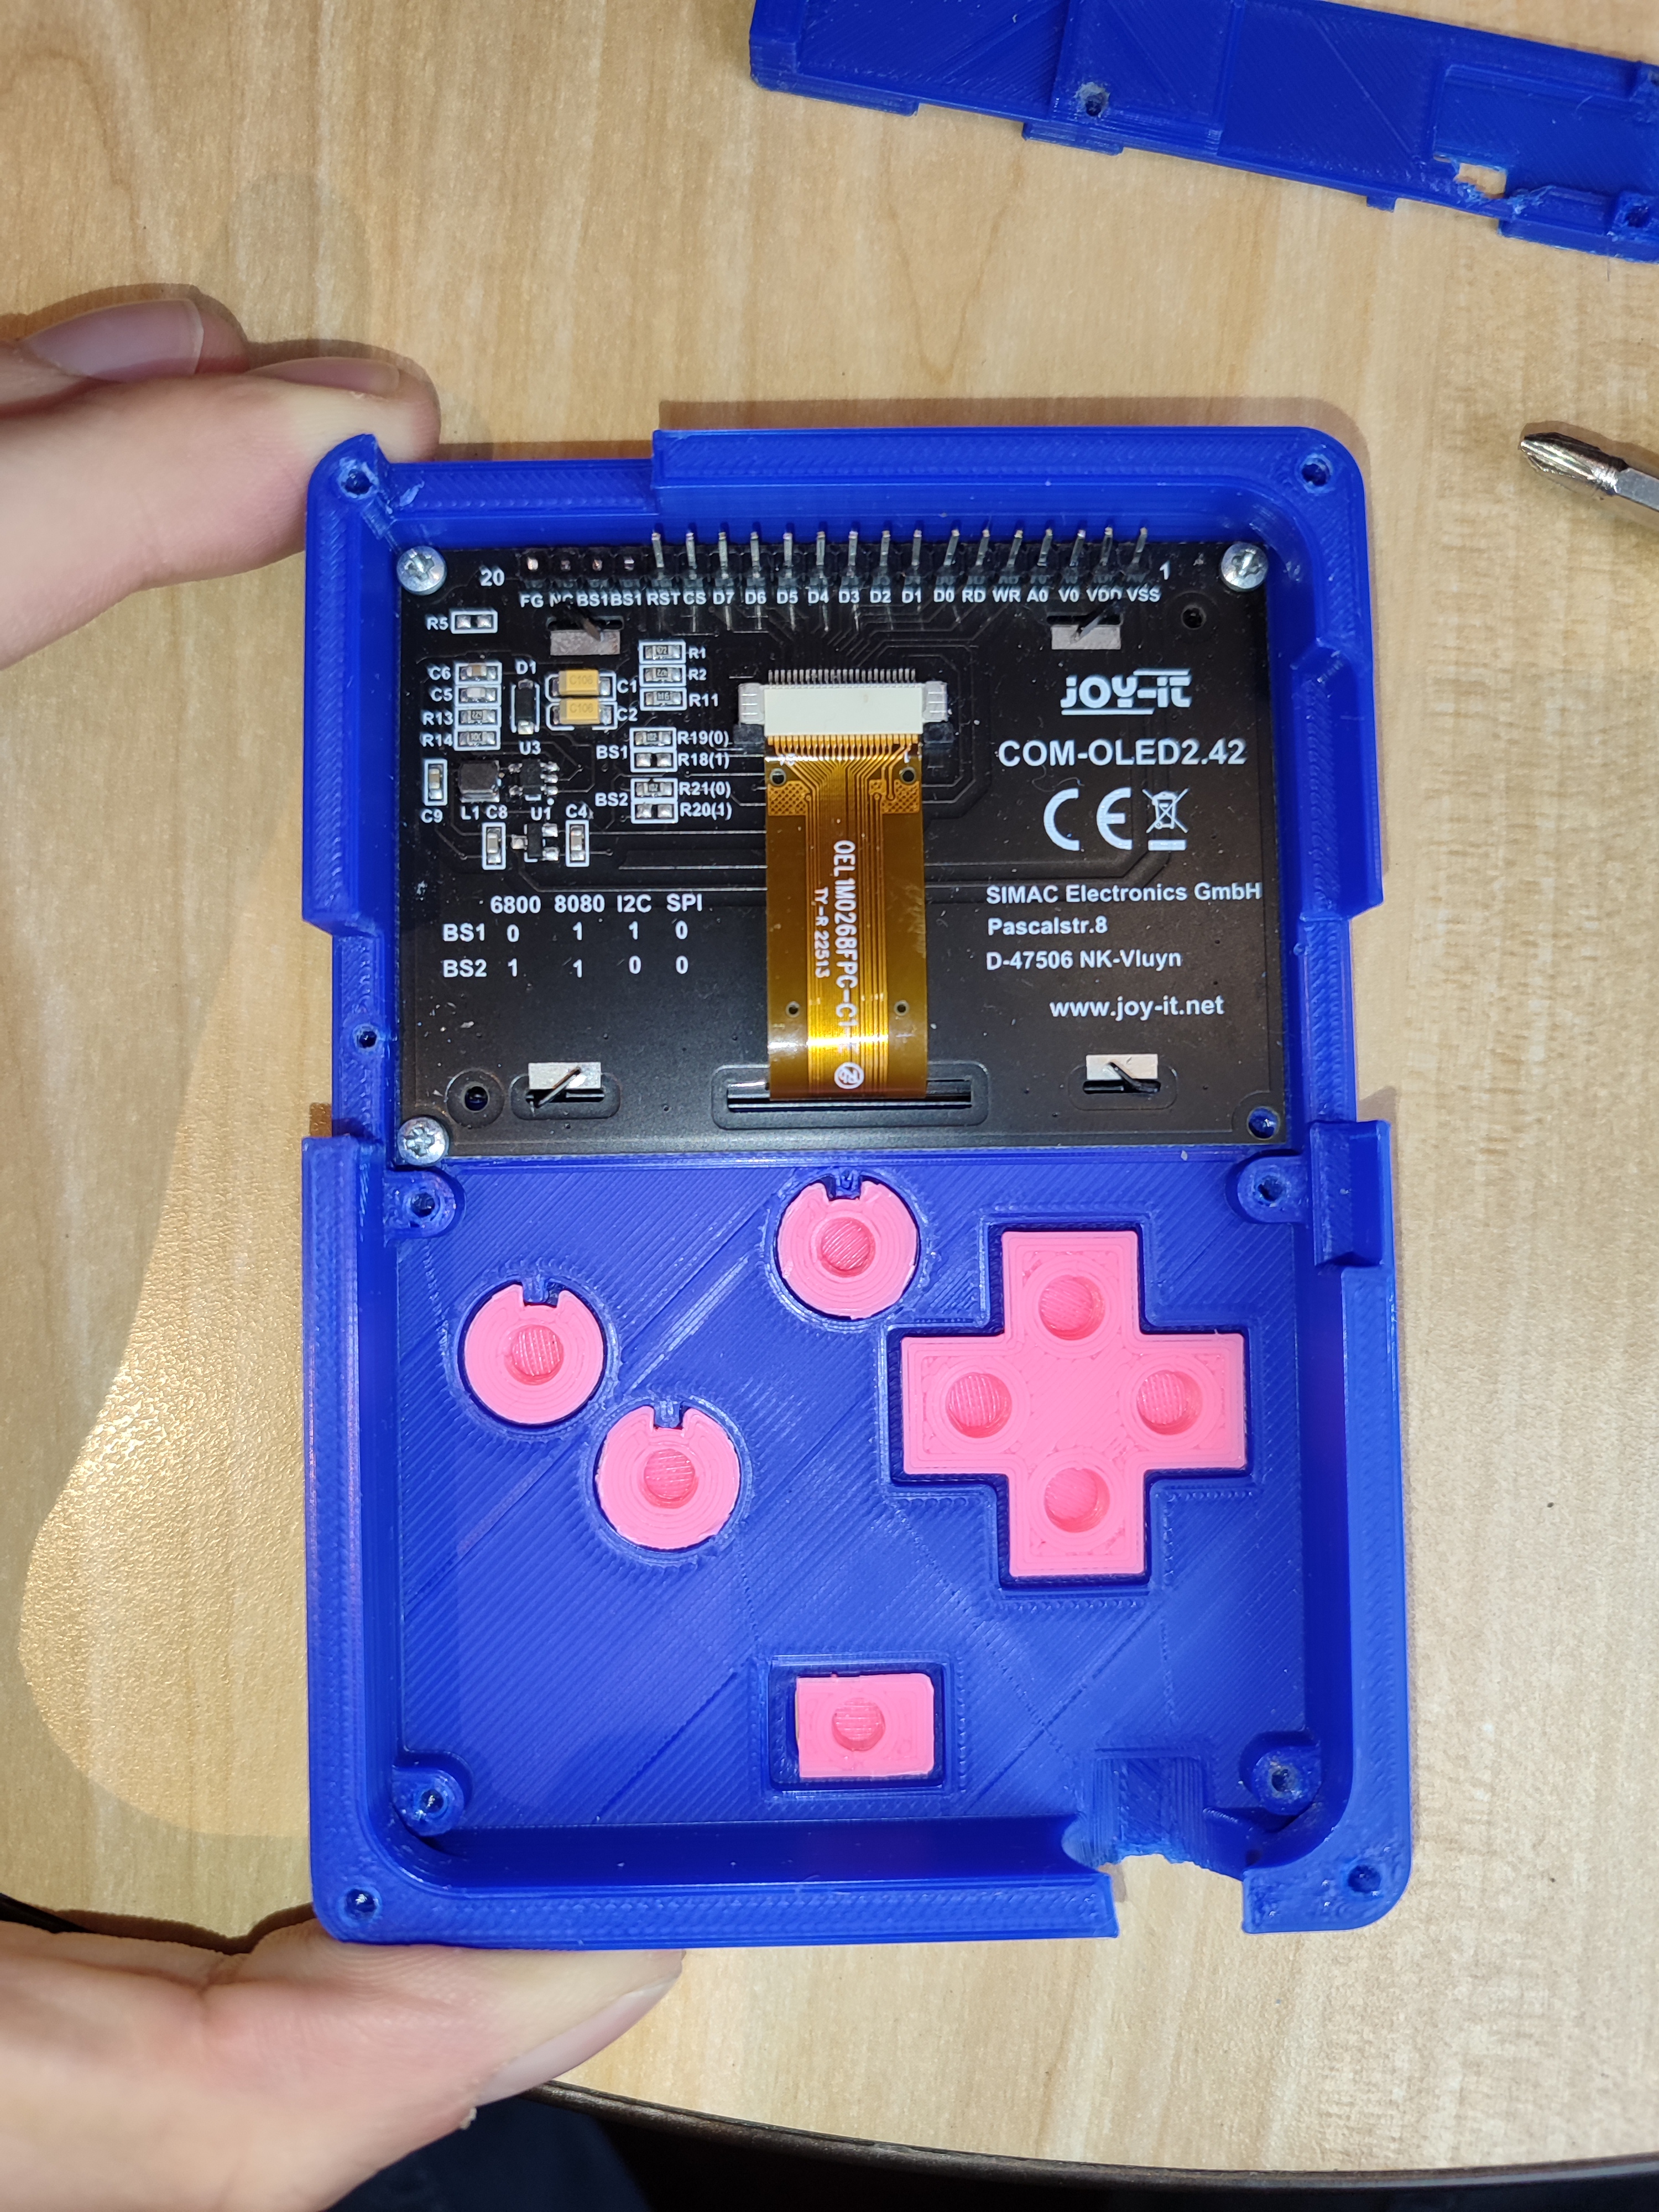 20 1
FG NC BS1 BS1 RST CS D7 D6 D5 D4 D3 D2 D1 D0 RD WR A0 V0 VDD VSS
R5
R1
C6 D1 R2
C5 C1 R11
R13 C2
R14 U3
BS1 R19(0)
R18(1)
BS2 R21(0)
R20(1)
C9 L1 C8 U1 C4
C106
C106
JOY-iT
COM-OLED2.42
CE
OEL1M0268FPC-C1
TY-R 22513
6800 8080 I2C SPI
BS1 0 1 1 0
BS2 1 1 0 0
SIMAC Electronics GmbH
Pascalstr.8
D-47506 NK-Vluyn
www.joy-it.net